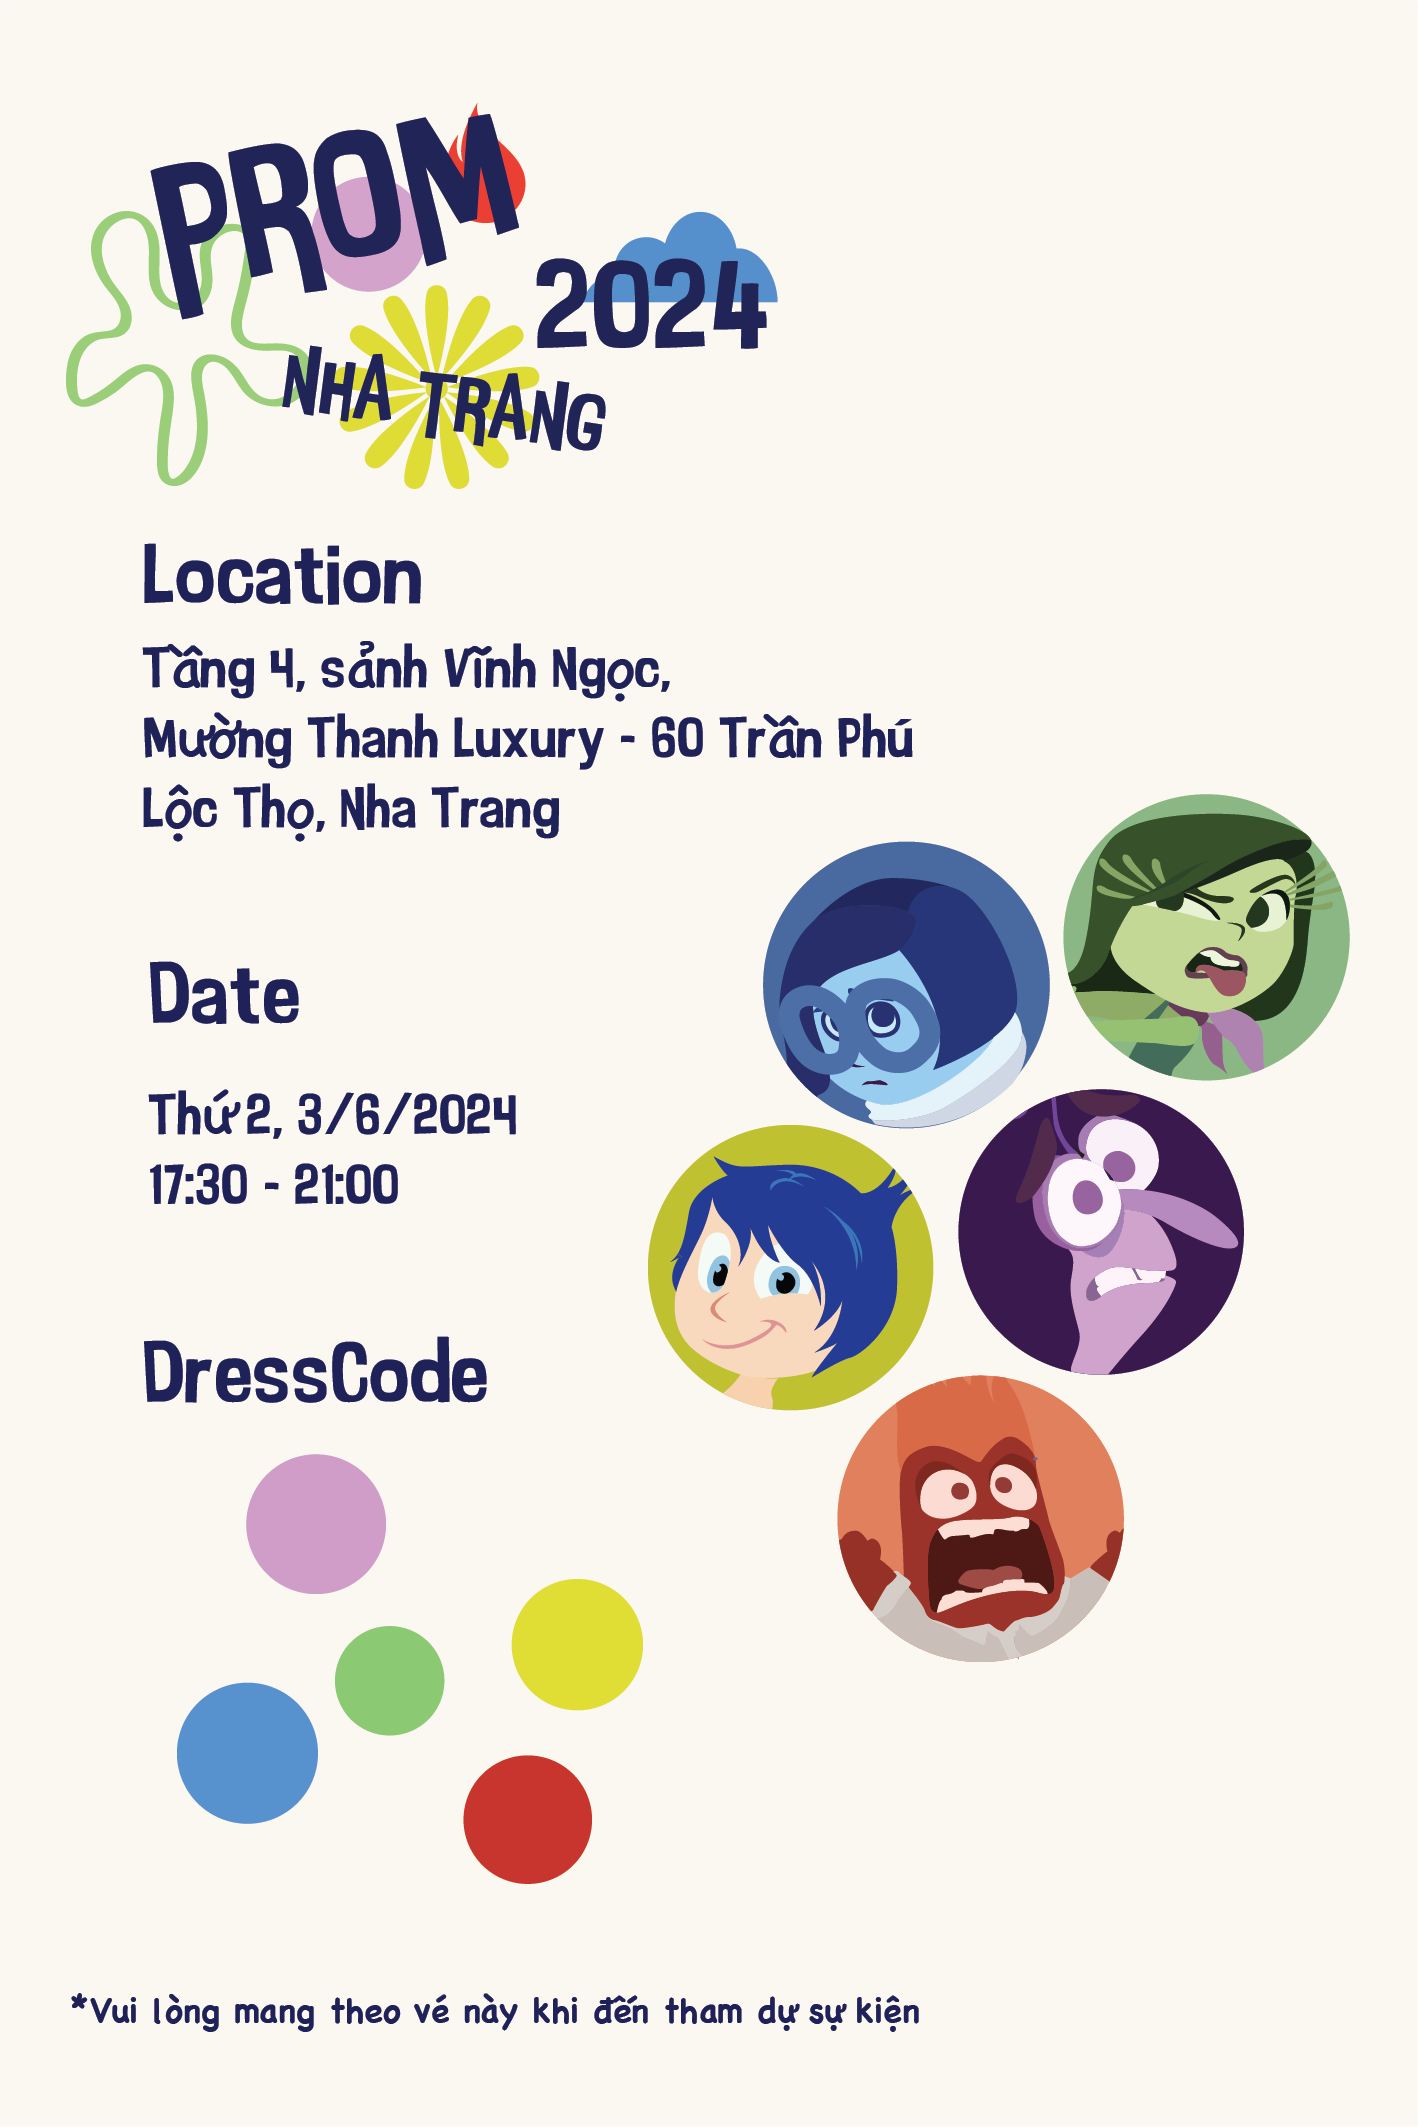 PROM
2024
NHA TRANG
Location
Tầng 4, sảnh Vĩnh Ngọc,
Mường Thanh Luxury - 60 Trần Phú
Lộc Thọ, Nha Trang
Date
Thứ 2, 3/6/2024
17:30 - 21:00
DressCode
*Vui lòng mang theo vé này khi đến tham dự sự kiện